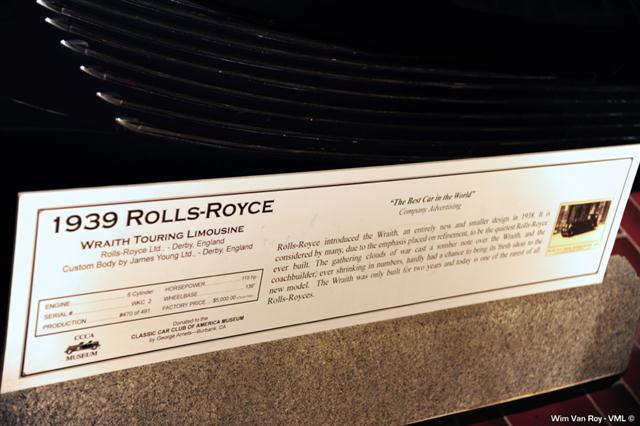 1939 ROLLS-ROYCE
WRAITH TOURING LIMOUSINE
Rolls-Royce Ltd., - Derby, England
Custom Body by James Young Ltd., - Derby, England
ENGINE 6 Cylinder HORSEPOWER 115 hp
SERIAL # WKC 2 WHEELBASE 136"
PRODUCTION #470 of 491 FACTORY PRICE $5,000.00
Donated to the
CLASSIC CAR CLUB OF AMERICA MUSEUM
by George Arnets - Burbank, CA
CCCA
MUSEUM
"The Best Car in the World"
Company Advertising
Rolls-Royce introduced the Wraith, an entirely new and smaller design in 1938. It is
considered by many, due to the emphasis placed on refinement, to be the quietest Rolls-Royce
ever built. The gathering clouds of war cast a somber note over the Wraith, and the
coachbuilder, ever shrinking in numbers, hardly had a chance to bring its fresh ideas to the
new model. The Wraith was only built for two years and today is one of the rarest of all
Rolls-Royces.
Wim Van Roy - VML ©